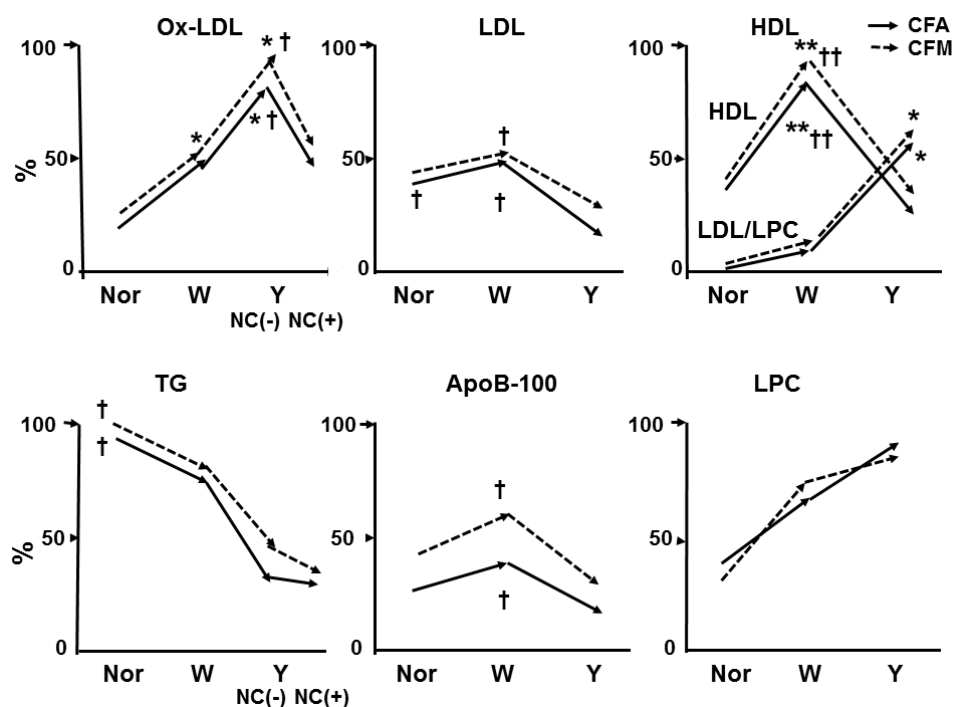 Ox-LDL
LDL
HDL
CFA
CFM
100
50
0
%
* †
*
* †
Nor W Y
NC(-) NC(+)
100
50
0
†
† †
Nor W Y
100
50
0
**††
HDL
**††
*
*
LDL/LPC
Nor W Y
TG
ApoB-100
LPC
100
50
0
%
†
†
Nor W Y
NC(-) NC(+)
100
50
0
†
†
Nor W Y
100
50
0
Nor W Y